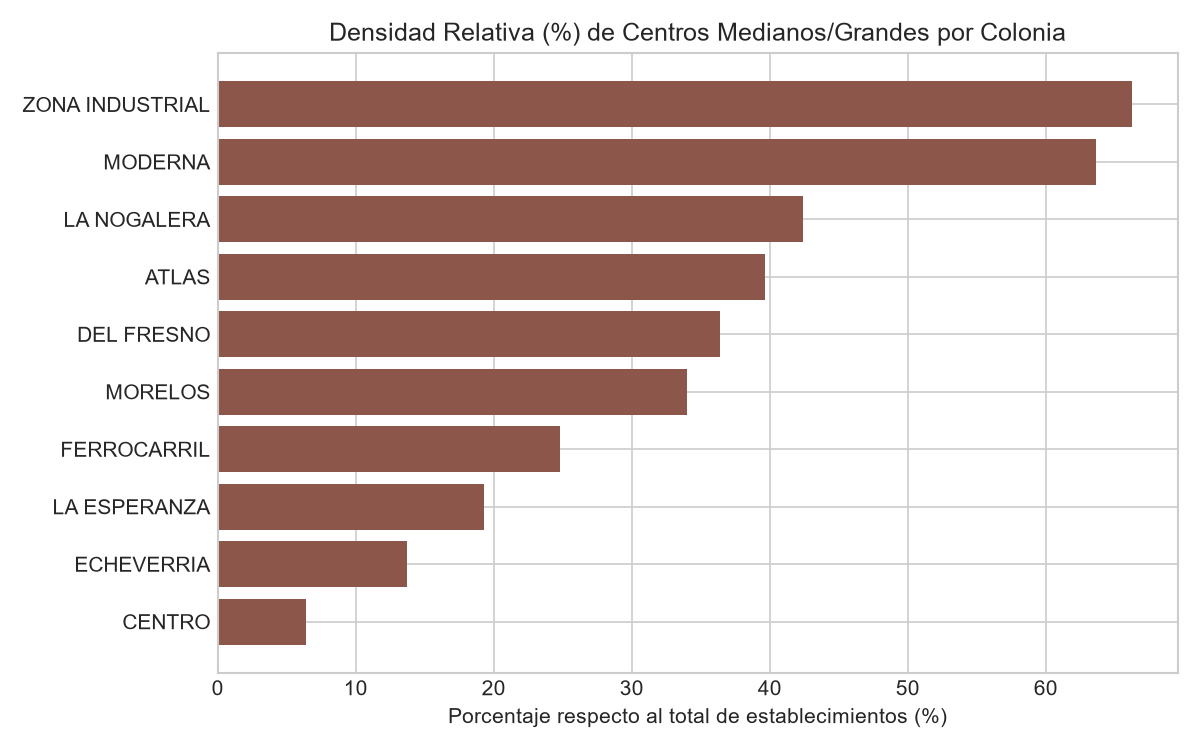 Densidad Relativa (%) de Centros Medianos/Grandes por Colonia
ZONA INDUSTRIAL
MODERNA
LA NOGALERA
ATLAS
DEL FRESNO
MORELOS
FERROCARRIL
LA ESPERANZA
ECHEVERRIA
CENTRO
0 10 20 30 40 50 60
Porcentaje respecto al total de establecimientos (%)